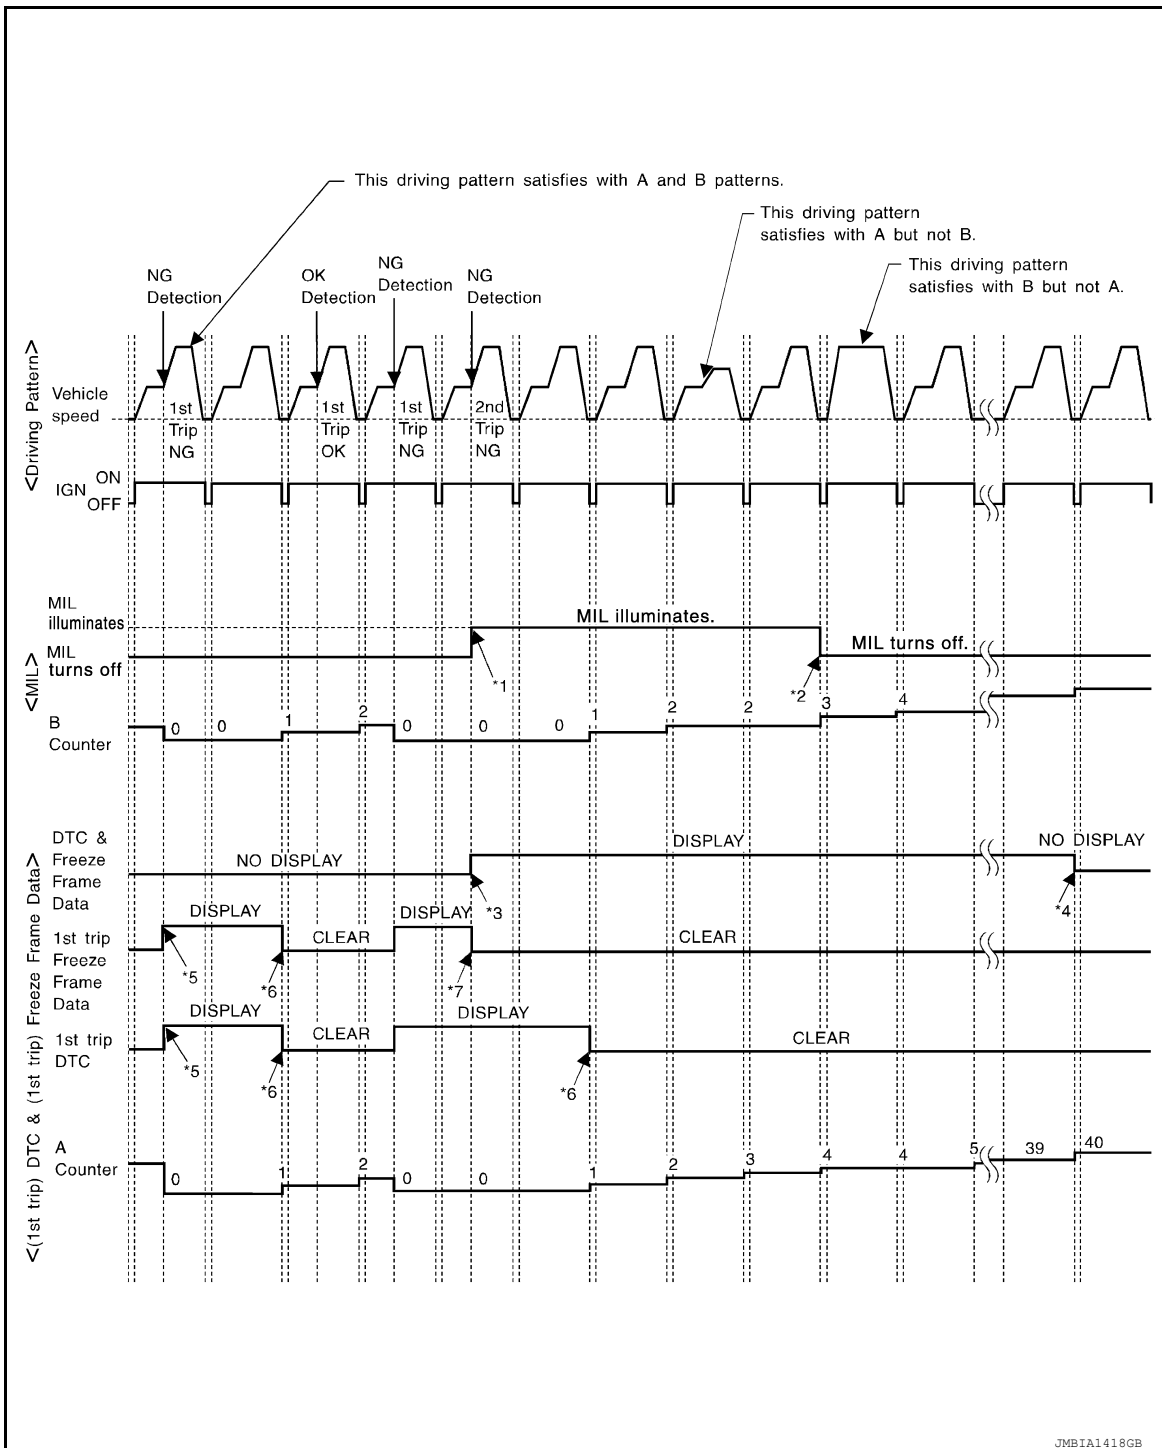 This driving pattern satisfies with A and B patterns.
This driving pattern
satisfies with A but not B.
This driving pattern
satisfies with B but not A.
NG
Detection
OK
Detection
NG
Detection
NG
Detection
<Driving Pattern>
Vehicle
speed
1st
Trip
NG
1st
Trip
OK
1st
Trip
NG
2nd
Trip
NG
IGN
ON
OFF
<MIL>
MIL
illuminates
MIL illuminates.
MIL
turns off
MIL turns off.
*1
*2
B
Counter
0 0 1 2 0 0 0 1 2 2 3 4
<(1st trip) DTC & (1st trip) Freeze Frame Data>
DTC &
Freeze
Frame
Data
NO DISPLAY
DISPLAY
NO DISPLAY
*3
*4
1st trip
Freeze
Frame
Data
DISPLAY
CLEAR
DISPLAY
CLEAR
*5
*6
*7
1st trip
DTC
DISPLAY
CLEAR
DISPLAY
CLEAR
*5
*6
*6
A
Counter
0 1 2 0 0 1 2 3 4 4 5 39 40
JMBIA1418GB